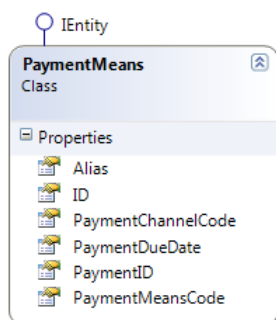 IEntity
PaymentMeans
Class
Properties
Alias
ID
PaymentChannelCode
PaymentDueDate
PaymentID
PaymentMeansCode